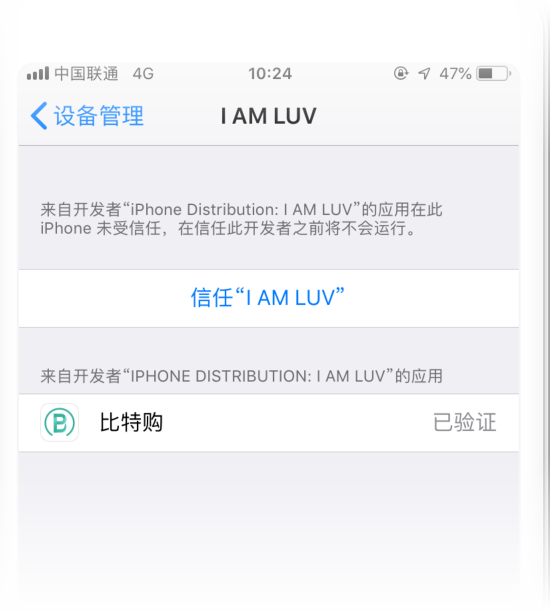 中国联通 4G 10:24 47%
设备管理 I AM LUV
来自开发者“iPhone Distribution: I AM LUV”的应用在此
iPhone 未受信任，在信任此开发者之前将不会运行。
信任“I AM LUV”
来自开发者“IPHONE DISTRIBUTION: I AM LUV”的应用
B 比特购 已验证